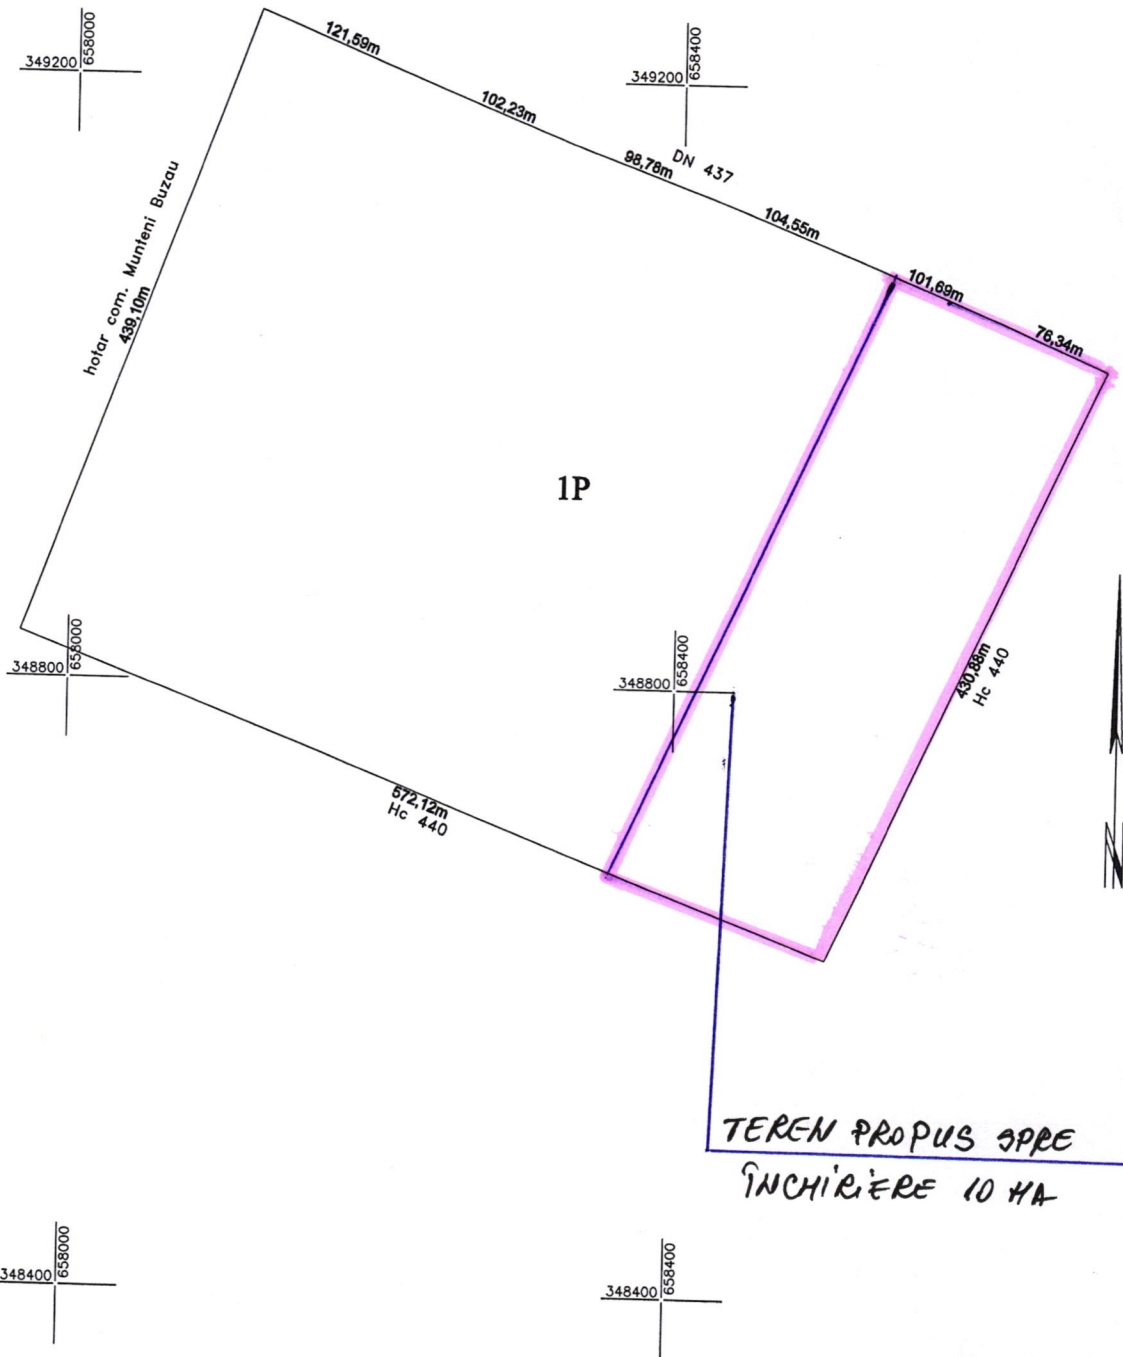 658000
349200
121,59m
658400
349200
102,23m
98,78m
DN 437
104,55m
hotar com. Munteni Buzau
439,10m
101,69m
76,34m
1P
658000
348800
658400
348800
430,88m
Hc 440
572,12m
Hc 440
N
TEREN PROPUS SPRE
ÎNCHIRIERE 10 HA
658000
348400
658400
348400